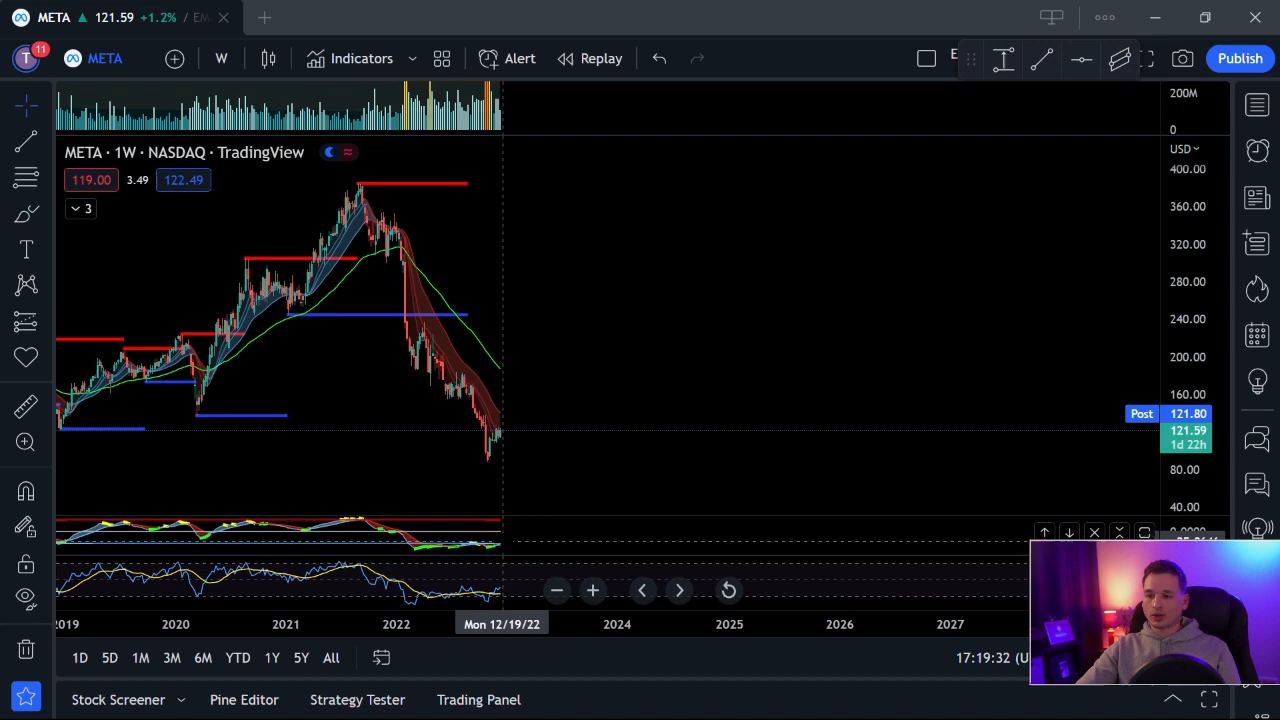 META ▲ 121.59 +1.2% / EM
T 11 META W Indicators Alert Replay E Publish
200M
0
META · 1W · NASDAQ · TradingView
USD
119.00 3.49 122.49
3
400.00
360.00
320.00
280.00
240.00
200.00
160.00
Post 121.80
121.59
1d 22h
80.00
40.00
0.0000
2019 2020 2021 2022 Mon 12/19/22 2024 2025 2026 2027
1D 5D 1M 3M 6M YTD 1Y 5Y All 17:19:32 (U
Stock Screener Pine Editor Strategy Tester Trading Panel